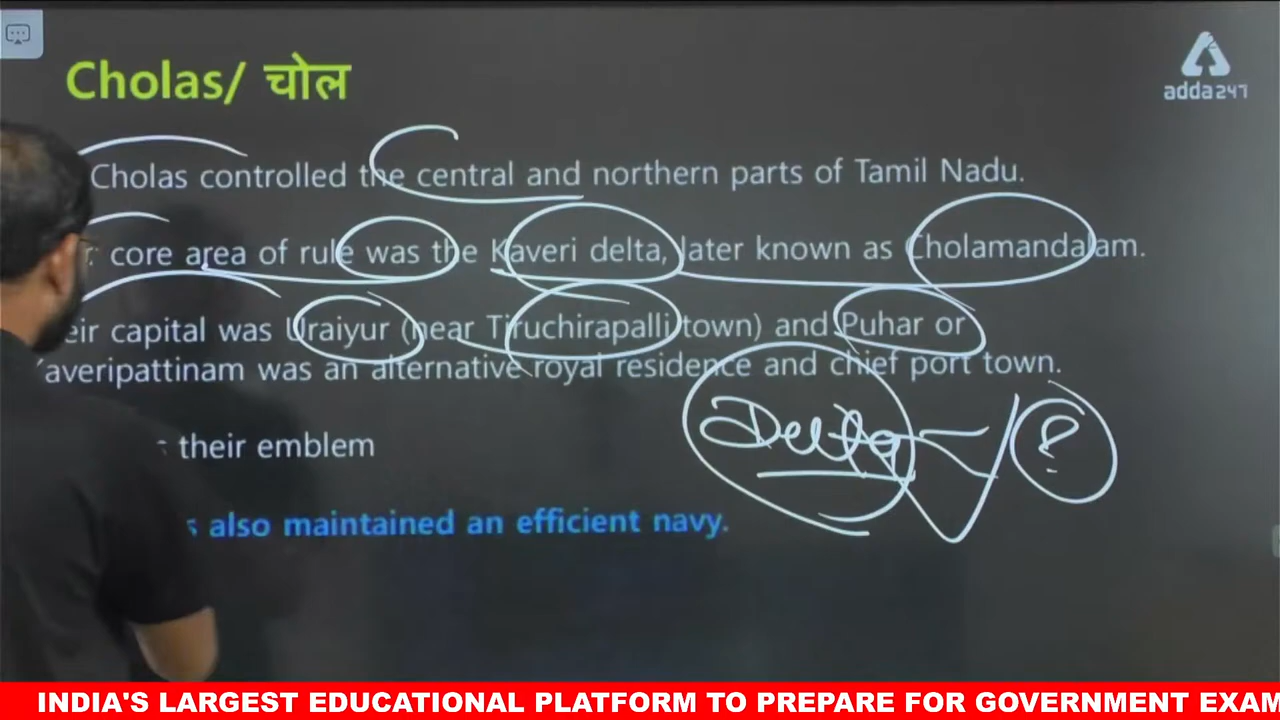 Cholas/ चोल
adda247
Cholas controlled the central and northern parts of Tamil Nadu.
core area of rule was the Kaveri delta, later known as Cholamandalam.
eir capital was Uraiyur (near Tiruchirapalli town) and Puhar or
averipattinam was an alternative royal residence and chief port town.
Delta ?
their emblem
s also maintained an efficient navy.
INDIA'S LARGEST EDUCATIONAL PLATFORM TO PREPARE FOR GOVERNMENT EXAM